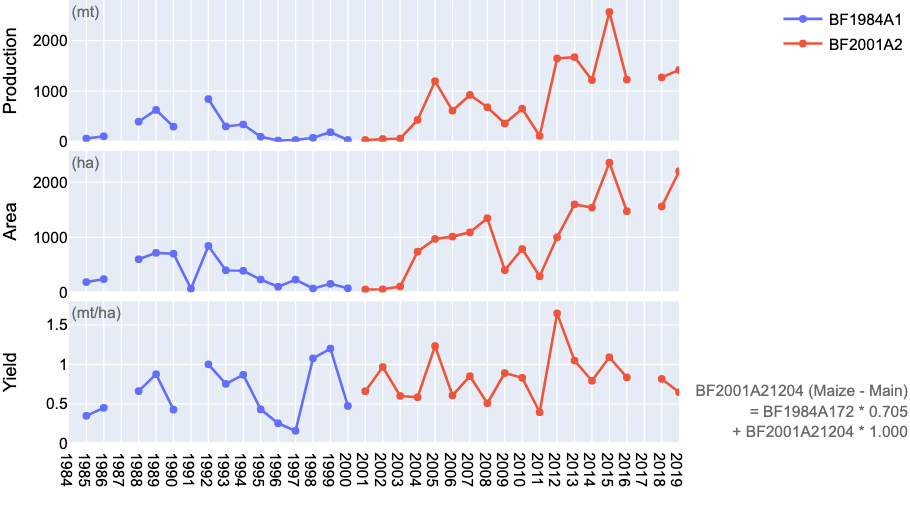 Production
(mt)
2000
1000
0
BF1984A1
BF2001A2
Area
(ha)
2000
1000
0
Yield
(mt/ha)
1.5
1
0.5
0
BF2001A21204 (Maize - Main)
= BF1984A172 * 0.705
+ BF2001A21204 * 1.000
1984 1985 1986 1987 1988 1989 1990 1991 1992 1993 1994 1995 1996 1997 1998 1999 2000 2001 2002 2003 2004 2005 2006 2007 2008 2009 2010 2011 2012 2013 2014 2015 2016 2017 2018 2019